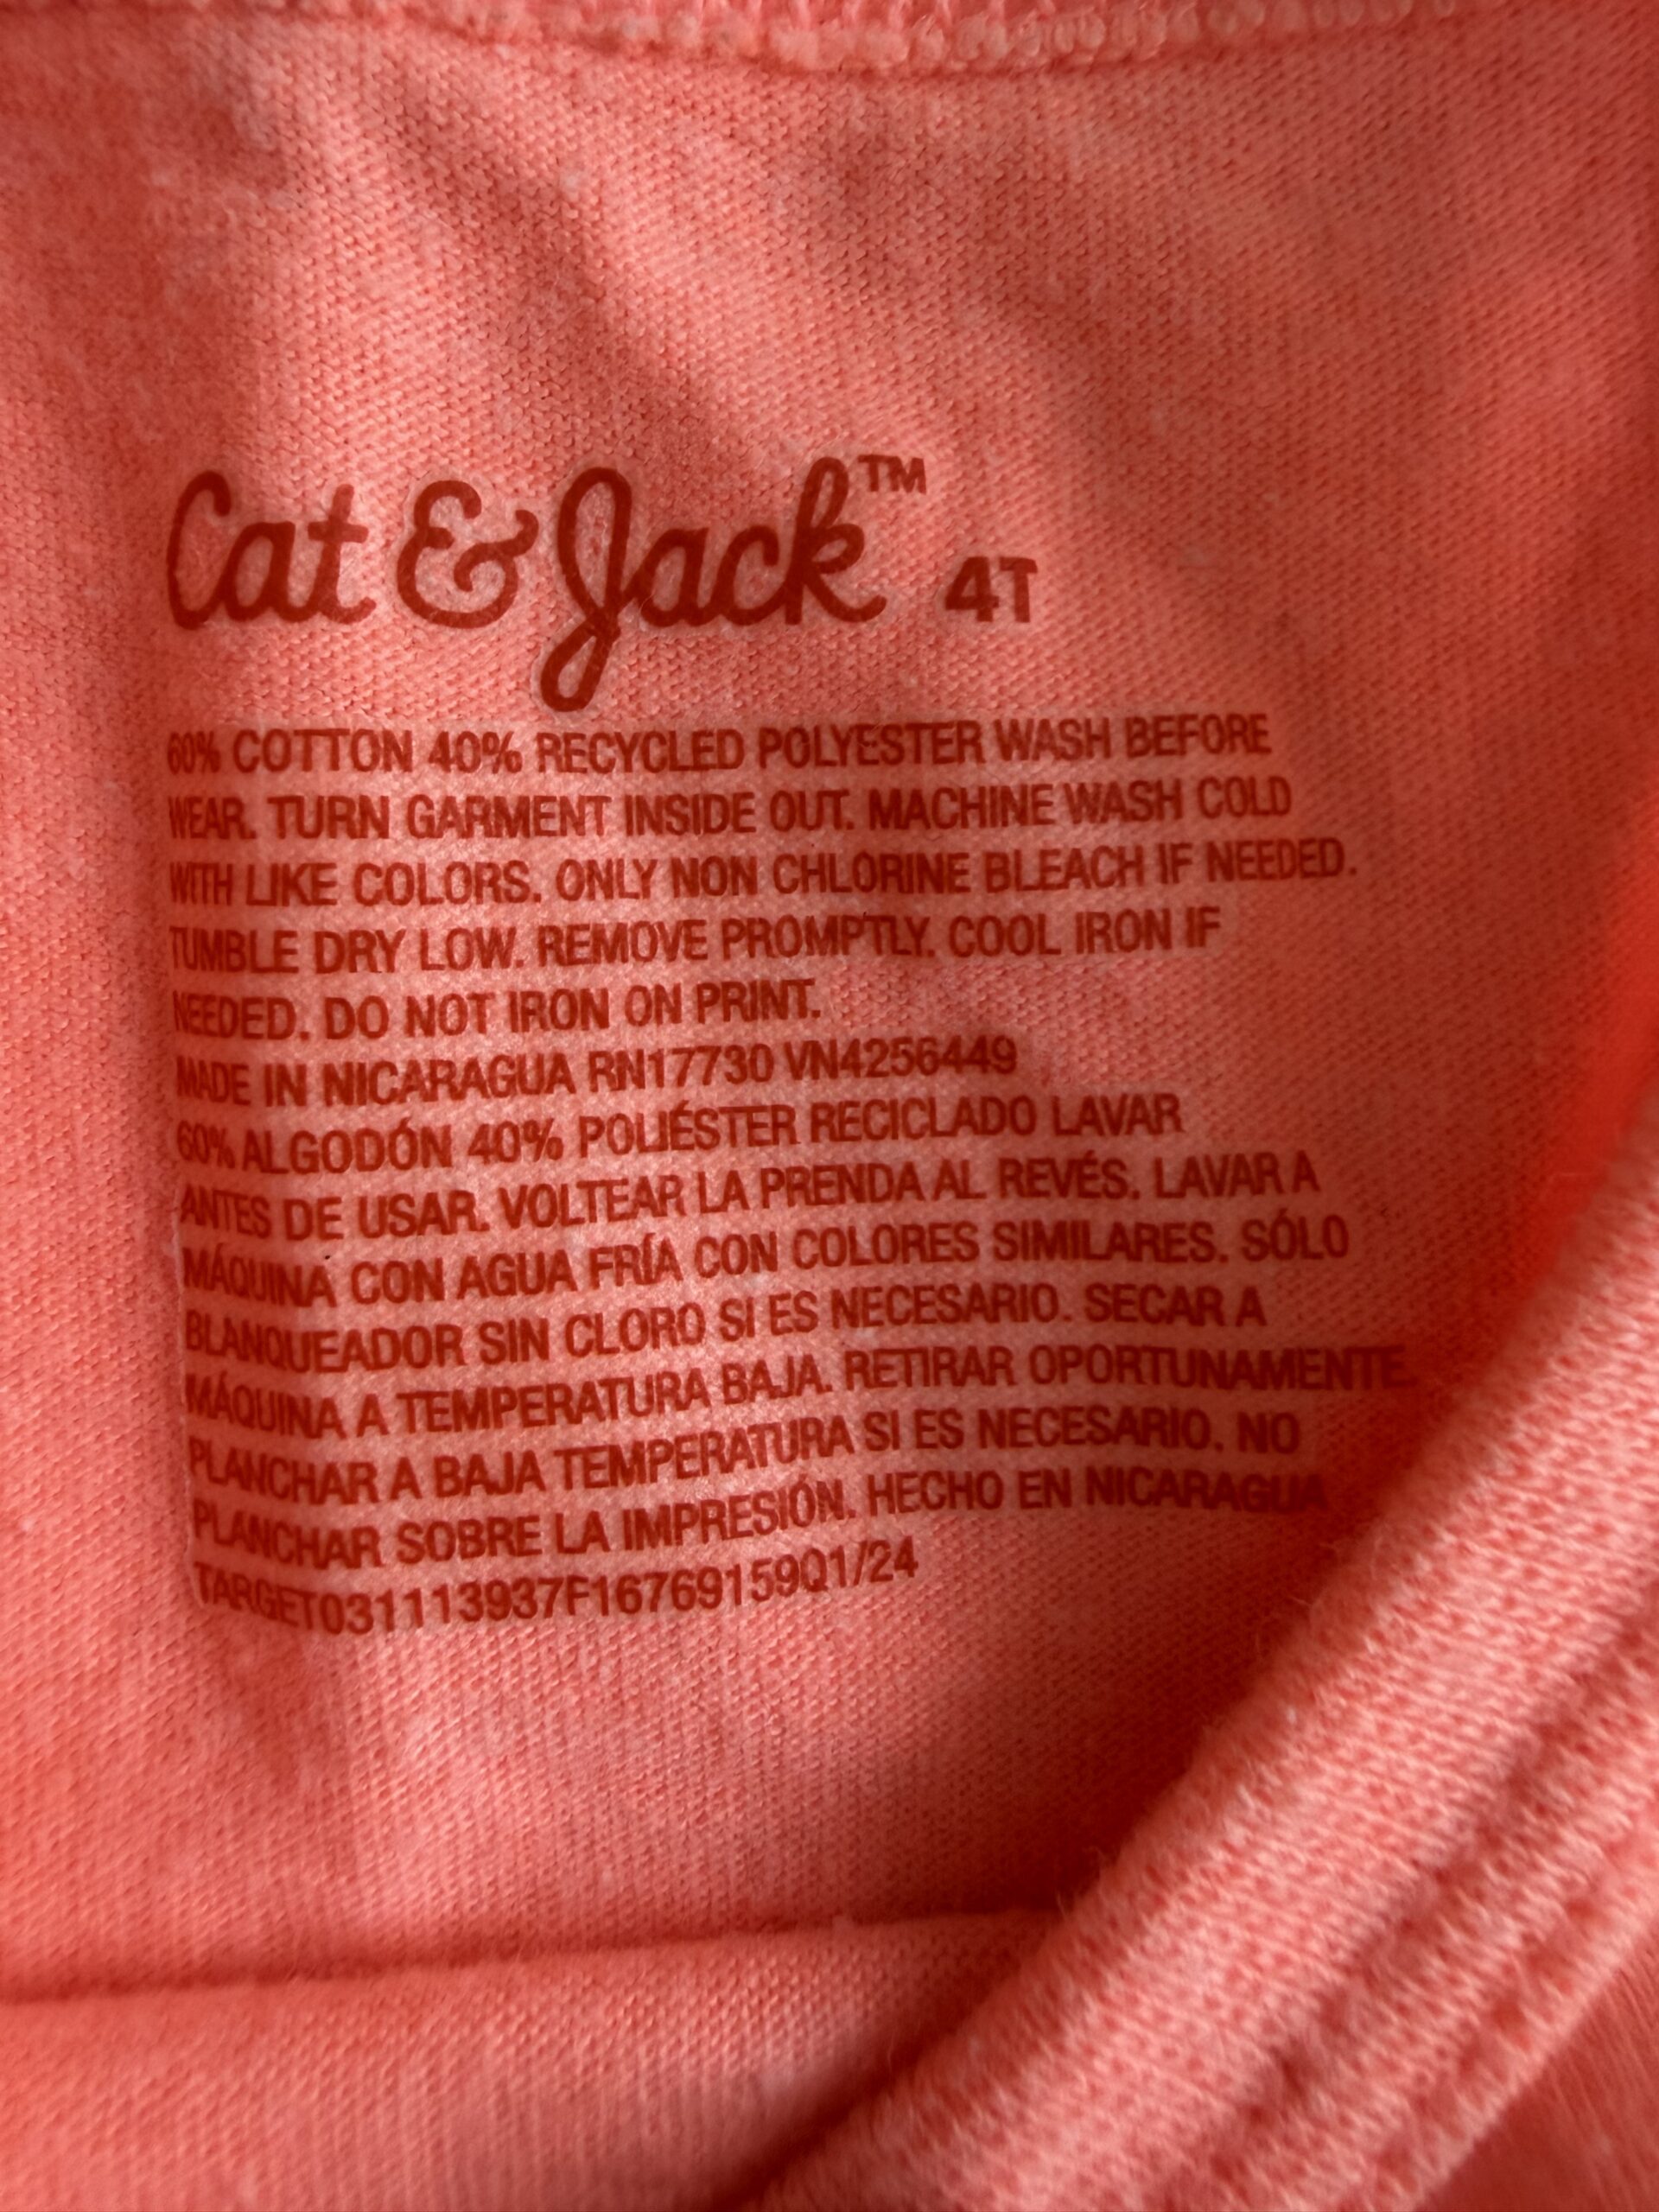 Cat & Jack™ 4T
60% COTTON 40% RECYCLED POLYESTER WASH BEFORE
WEAR. TURN GARMENT INSIDE OUT. MACHINE WASH COLD
WITH LIKE COLORS. ONLY NON CHLORINE BLEACH IF NEEDED.
TUMBLE DRY LOW. REMOVE PROMPTLY. COOL IRON IF
NEEDED. DO NOT IRON ON PRINT.
MADE IN NICARAGUA RN17730 VN4256449
60% ALGODÓN 40% POLIÉSTER RECICLADO LAVAR
ANTES DE USAR. VOLTEAR LA PRENDA AL REVÉS. LAVAR A
MÁQUINA CON AGUA FRÍA CON COLORES SIMILARES. SÓLO
BLANQUEADOR SIN CLORO SI ES NECESARIO. SECAR A
MÁQUINA A TEMPERATURA BAJA. RETIRAR OPORTUNAMENTE.
PLANCHAR A BAJA TEMPERATURA SI ES NECESARIO. NO
PLANCHAR SOBRE LA IMPRESIÓN. HECHO EN NICARAGUA
TARGET031113937F16769159Q1/24